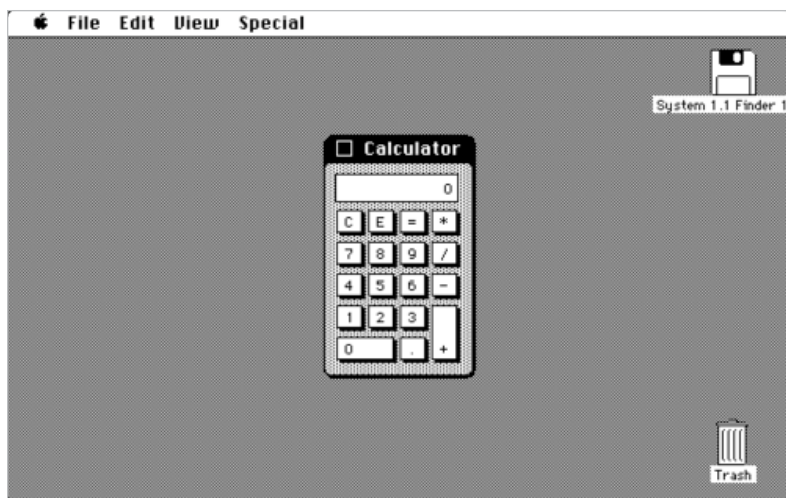 File Edit View Special
System 1.1 Finder 1
Calculator
0
C E = *
7 8 9 /
4 5 6 -
1 2 3
0 . +
Trash